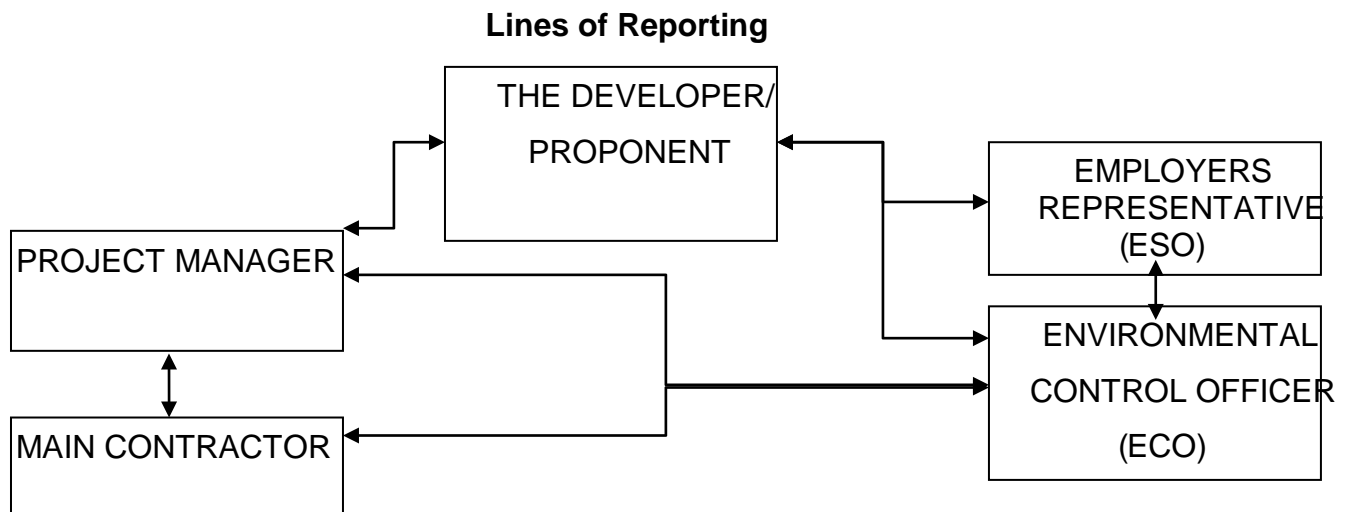 Lines of Reporting
THE DEVELOPER/
PROPONENT
EMPLOYERS
REPRESENTATIVE
(ESO)
PROJECT MANAGER
ENVIRONMENTAL
CONTROL OFFICER
(ECO)
MAIN CONTRACTOR